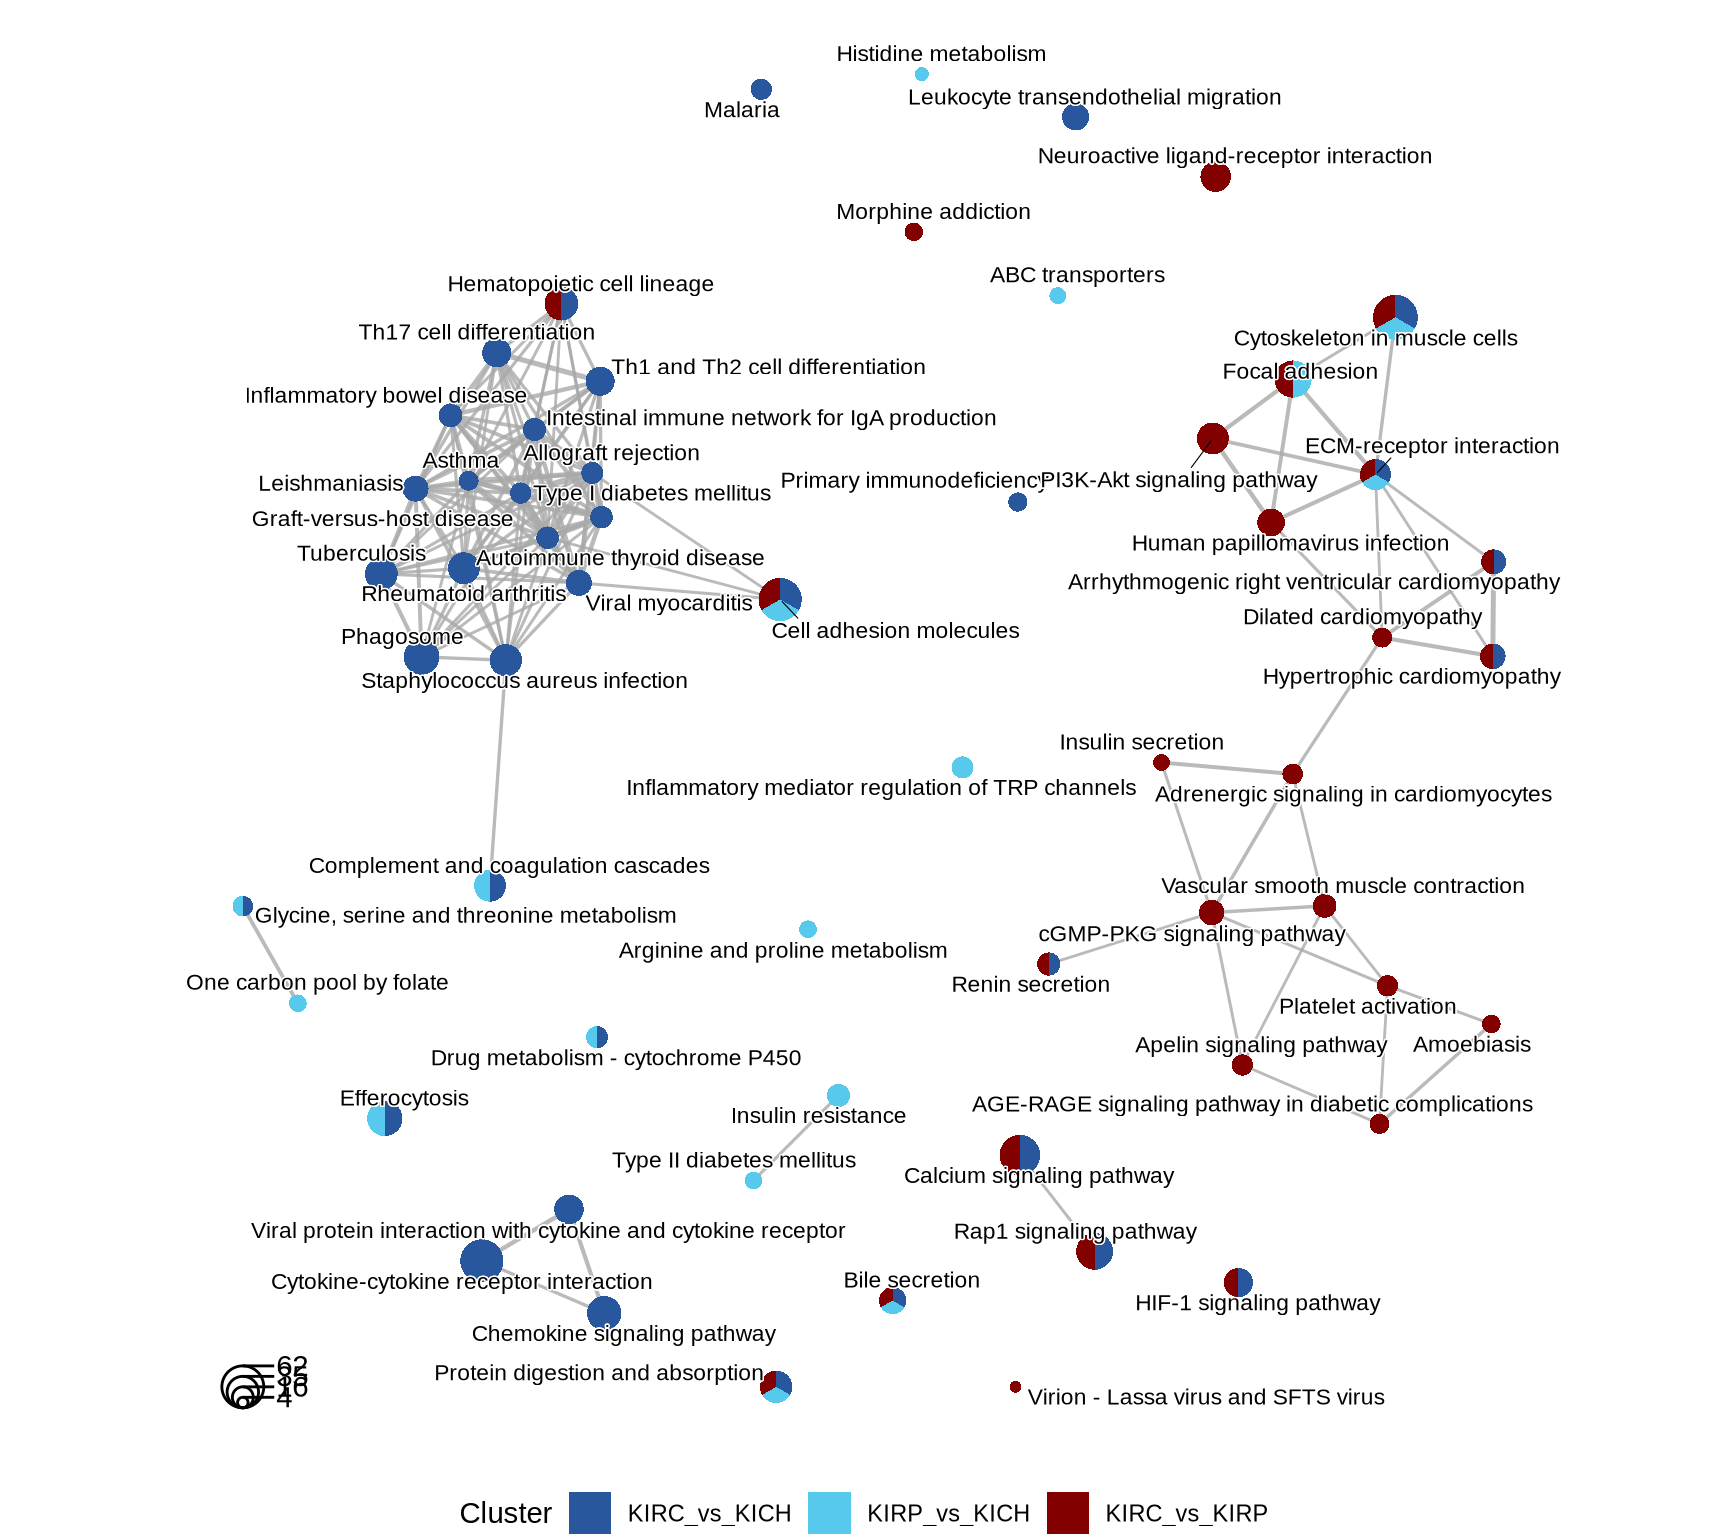 Histidine metabolism
Malaria
Leukocyte transendothelial migration
Neuroactive ligand-receptor interaction
Morphine addiction
ABC transporters
Hematopoietic cell lineage
Th17 cell differentiation
Cytoskeleton in muscle cells
Th1 and Th2 cell differentiation
Focal adhesion
Inflammatory bowel disease
Intestinal immune network for IgA production
ECM-receptor interaction
Allograft rejection
Asthma
Leishmaniasis
Primary immunodeficiency
PI3K-Akt signaling pathway
Type I diabetes mellitus
Graft-versus-host disease
Human papillomavirus infection
Tuberculosis
Autoimmune thyroid disease
Arrhythmogenic right ventricular cardiomyopathy
Rheumatoid arthritis
Viral myocarditis
Dilated cardiomyopathy
Cell adhesion molecules
Phagosome
Hypertrophic cardiomyopathy
Staphylococcus aureus infection
Insulin secretion
Inflammatory mediator regulation of TRP channels
Adrenergic signaling in cardiomyocytes
Complement and coagulation cascades
Vascular smooth muscle contraction
Glycine, serine and threonine metabolism
cGMP-PKG signaling pathway
Arginine and proline metabolism
One carbon pool by folate
Renin secretion
Platelet activation
Apelin signaling pathway
Amoebiasis
Drug metabolism - cytochrome P450
Efferocytosis
AGE-RAGE signaling pathway in diabetic complications
Insulin resistance
Type II diabetes mellitus
Calcium signaling pathway
Viral protein interaction with cytokine and cytokine receptor
Rap1 signaling pathway
Cytokine-cytokine receptor interaction
Bile secretion
HIF-1 signaling pathway
Chemokine signaling pathway
Protein digestion and absorption
Virion - Lassa virus and SFTS virus
62
4
Cluster KIRC_vs_KICH KIRP_vs_KICH KIRC_vs_KIRP